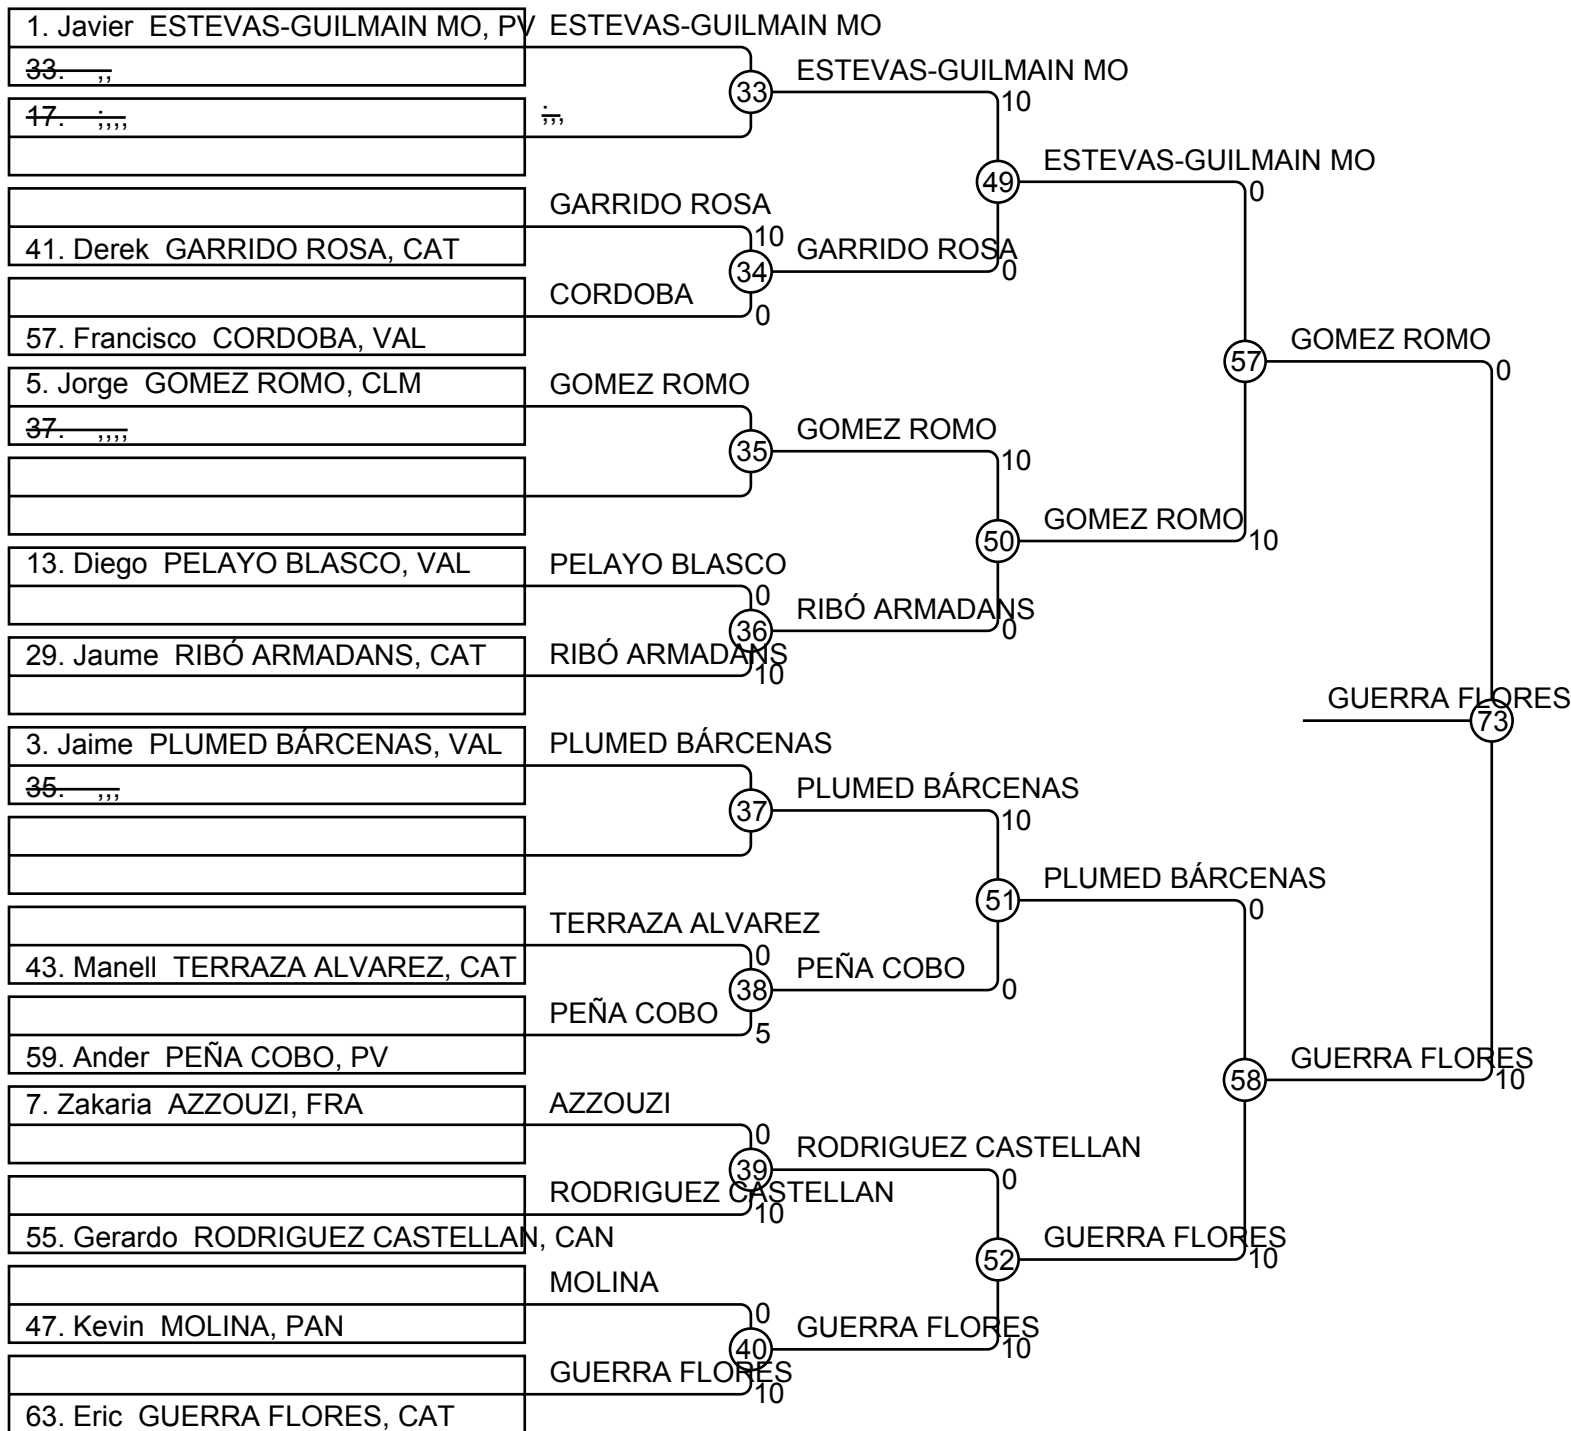 1. Javier ESTEVAS-GUILMAIN MO, PV
33. ,;
17. ;,,,
41. Derek GARRIDO ROSA, CAT
57. Francisco CORDOBA, VAL
5. Jorge GOMEZ ROMO, CLM
37. ,,,,
13. Diego PELAYO BLASCO, VAL
29. Jaume RIBÓ ARMADANS, CAT
3. Jaime PLUMED BÁRCENAS, VAL
35. ,,,
43. Manell TERRAZA ALVAREZ, CAT
59. Ander PEÑA COBO, PV
7. Zakaria AZZOUZI, FRA
55. Gerardo RODRIGUEZ CASTELLAN, CAN
47. Kevin MOLINA, PAN
63. Eric GUERRA FLORES, CAT
ESTEVAS-GUILMAIN MO
33
;,,
GARRIDO ROSA
10
34
CORDOBA
0
GOMEZ ROMO
35
PELAYO BLASCO
0
36
RIBÓ ARMADANS
10
PLUMED BÁRCENAS
37
TERRAZA ALVAREZ
0
38
PEÑA COBO
5
AZZOUZI
0
39
RODRIGUEZ CASTELLAN
10
MOLINA
0
40
GUERRA FLORES
10
ESTEVAS-GUILMAIN MO
10
49
GARRIDO ROSA
0
GOMEZ ROMO
10
50
RIBÓ ARMADANS
0
PLUMED BÁRCENAS
10
51
PEÑA COBO
0
RODRIGUEZ CASTELLAN
0
52
GUERRA FLORES
10
ESTEVAS-GUILMAIN MO
0
57
GOMEZ ROMO
10
PLUMED BÁRCENAS
0
58
GUERRA FLORES
10
GOMEZ ROMO
0
GUERRA FLORES
73
GUERRA FLORES
10